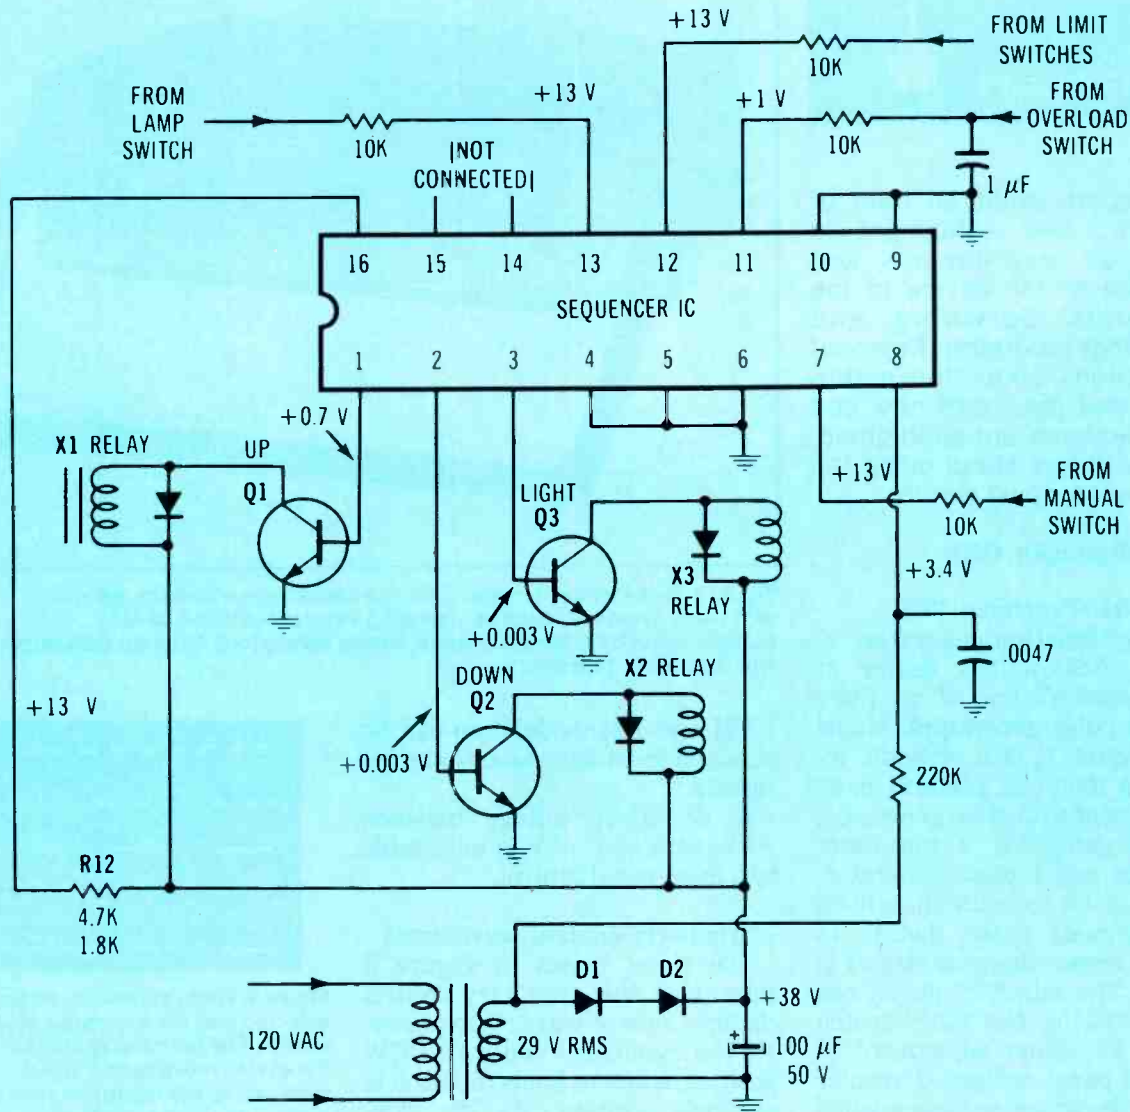 +13 V
FROM LIMIT
SWITCHES
10K
FROM
LAMP
SWITCH
10K
+13 V
+1 V
10K
FROM
OVERLOAD
SWITCH
|NOT
CONNECTED|
1 µF
16 15 14 13 12 11 10 9
SEQUENCER IC
1 2 3 4 5 6 7 8
+0.7 V
X1 RELAY
UP
Q1
LIGHT
Q3
+13 V
FROM
MANUAL
SWITCH
10K
X3
RELAY
+3.4 V
+0.003 V
DOWN
Q2
X2 RELAY
.0047
+13 V
+0.003 V
220K
R12
4.7K
1.8K
D1
D2
+38 V
120 VAC
29 V RMS
+
100 µF
50 V